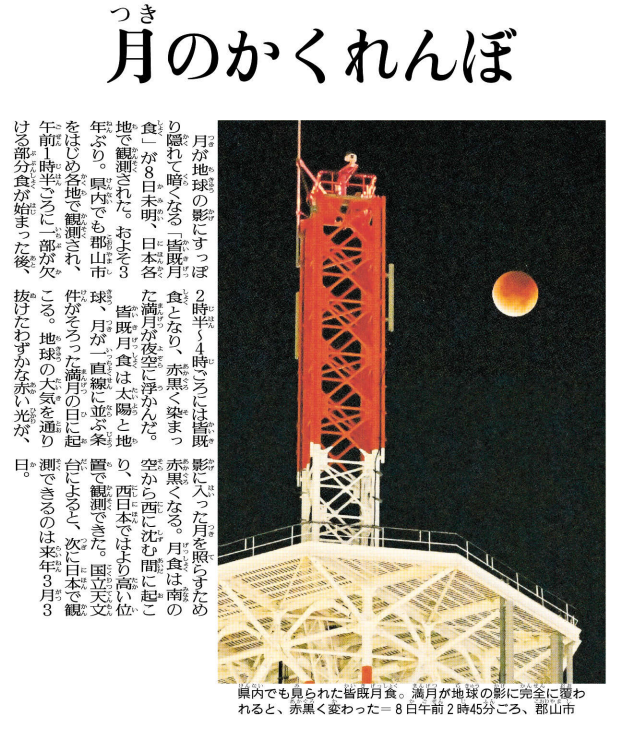 つき
月のかくれんぼ
月が地球の影にすっぽ
り隠れて暗くなる「皆既月
食」が８日未明、日本各
地で観測された。およそ３
年ぶり。県内でも郡山市
をはじめ各地で観測され、
午前１時半ごろに一部が欠
ける部分食が始まった後、
２時半～４時ごろには皆既
食となり、赤黒く染まっ
た満月が夜空に浮かんだ。
皆既月食は太陽と地
球、月が一直線に並ぶ条
件がそろった満月の日に起
こる。地球の大気を通り
抜けたわずかな赤い光が、
影に入った月を照らすため
赤黒くなる。月食は南の
空から西に沈む間に起こ
り、西日本ではより高い位
置で観測できた。国立天文
台によると、次に日本で観
測できるのは来年３月３
日。
県内でも見られた皆既月食。満月が地球の影に完全に覆わ
れると、赤黒く変わった＝８日午前２時45分ごろ、郡山市